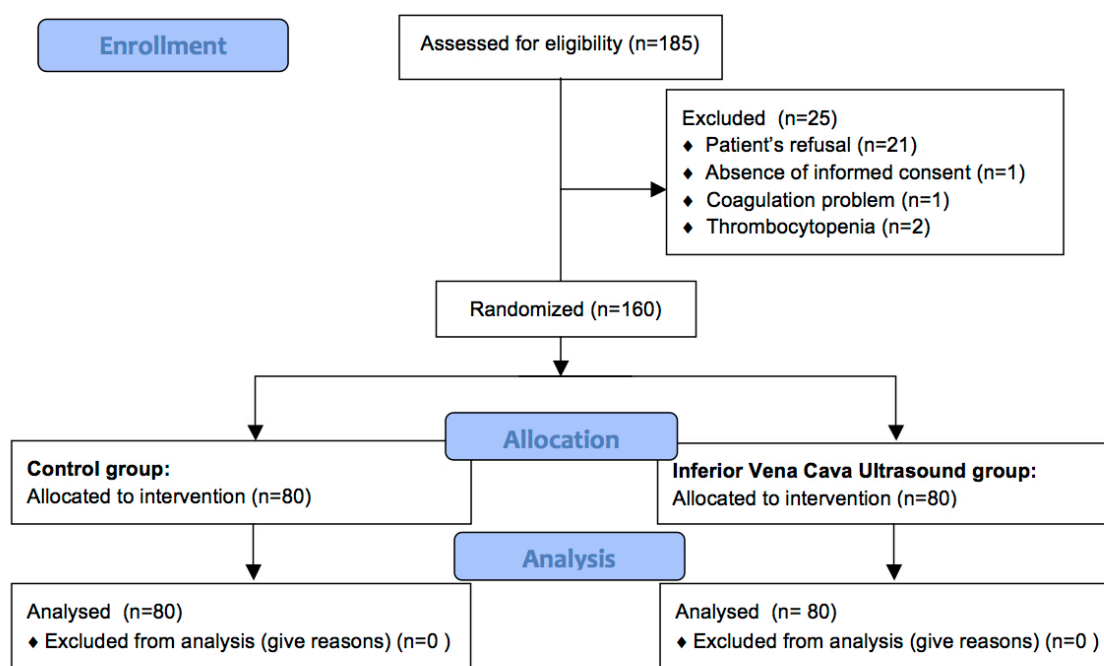 Enrollment
Assessed for eligibility (n=185)
Excluded  (n=25)
♦ Patient's refusal (n=21)
♦ Absence of informed consent (n=1)
♦ Coagulation problem (n=1)
♦ Thrombocytopenia (n=2)
Randomized (n=160)
Allocation
Control group:
Allocated to intervention (n=80)
Inferior Vena Cava Ultrasound group:
Allocated to intervention (n=80)
Analysis
Analysed  (n=80)
♦ Excluded from analysis (give reasons) (n=0 )
Analysed  (n= 80)
♦ Excluded from analysis (give reasons) (n=0 )